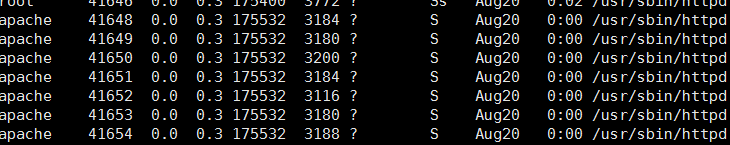 root 41646 0.0 0.3 175400 3772 ? Ss Aug20 0:02 /usr/sbin/httpd
apache 41648 0.0 0.3 175532 3184 ? S Aug20 0:00 /usr/sbin/httpd
apache 41649 0.0 0.3 175532 3180 ? S Aug20 0:00 /usr/sbin/httpd
apache 41650 0.0 0.3 175532 3200 ? S Aug20 0:00 /usr/sbin/httpd
apache 41651 0.0 0.3 175532 3184 ? S Aug20 0:00 /usr/sbin/httpd
apache 41652 0.0 0.3 175532 3116 ? S Aug20 0:00 /usr/sbin/httpd
apache 41653 0.0 0.3 175532 3180 ? S Aug20 0:00 /usr/sbin/httpd
apache 41654 0.0 0.3 175532 3188 ? S Aug20 0:00 /usr/sbin/httpd